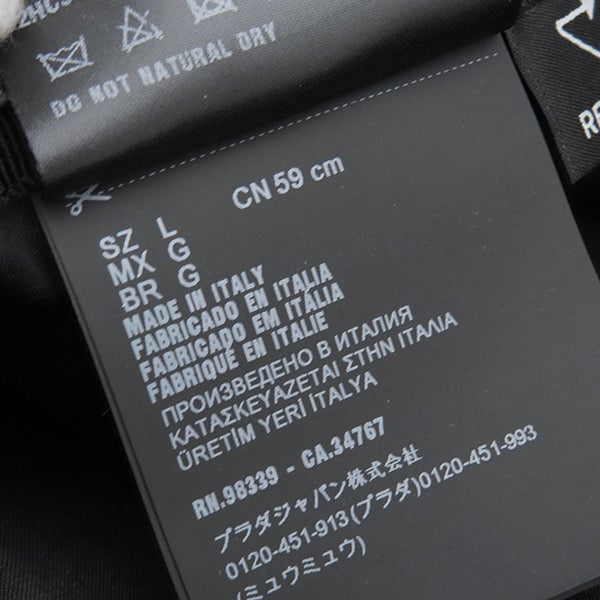 DO NOT NATURAL DRY
CN 59 cm
SZ L
MX G
BR G
MADE IN ITALY
FABRICADO EN ITALIA
FABRICADO EM ITÁLIA
FABRIQUÉ EN ITALIE
ПРОИЗВЕДЕНО В ИТАЛИЯ
ΚΑΤΑΣΚΕΥΑΖΕΤΑΙ ΣΤΗΝ ΙΤΑΛΙΑ
ÜRETİM YERİ İTALYA
RN.98339 - CA.34767
プラダジャパン株式会社
0120-451-913(プラダ)0120-451-993
(ミュウミュウ)